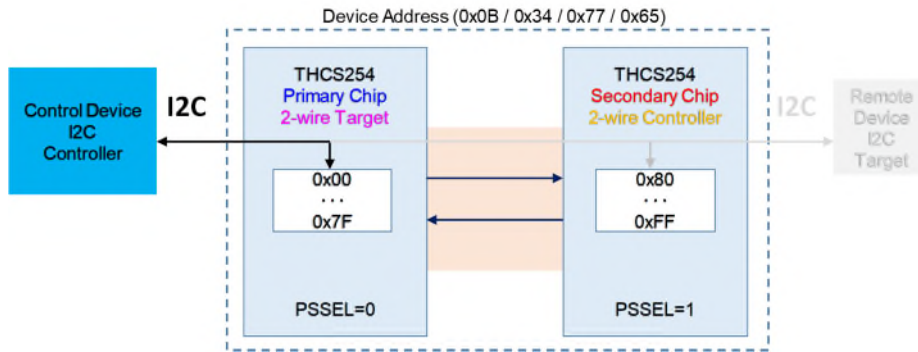 Device Address (0x0B / 0x34 / 0x77 / 0x65)
Control Device
I2C
Controller
I2C
THCS254
Primary Chip
2-wire Target
0x00
...
0x7F
PSSEL=0
THCS254
Secondary Chip
2-wire Controller
0x80
...
0xFF
PSSEL=1
I2C
Remote
Device
I2C
Target